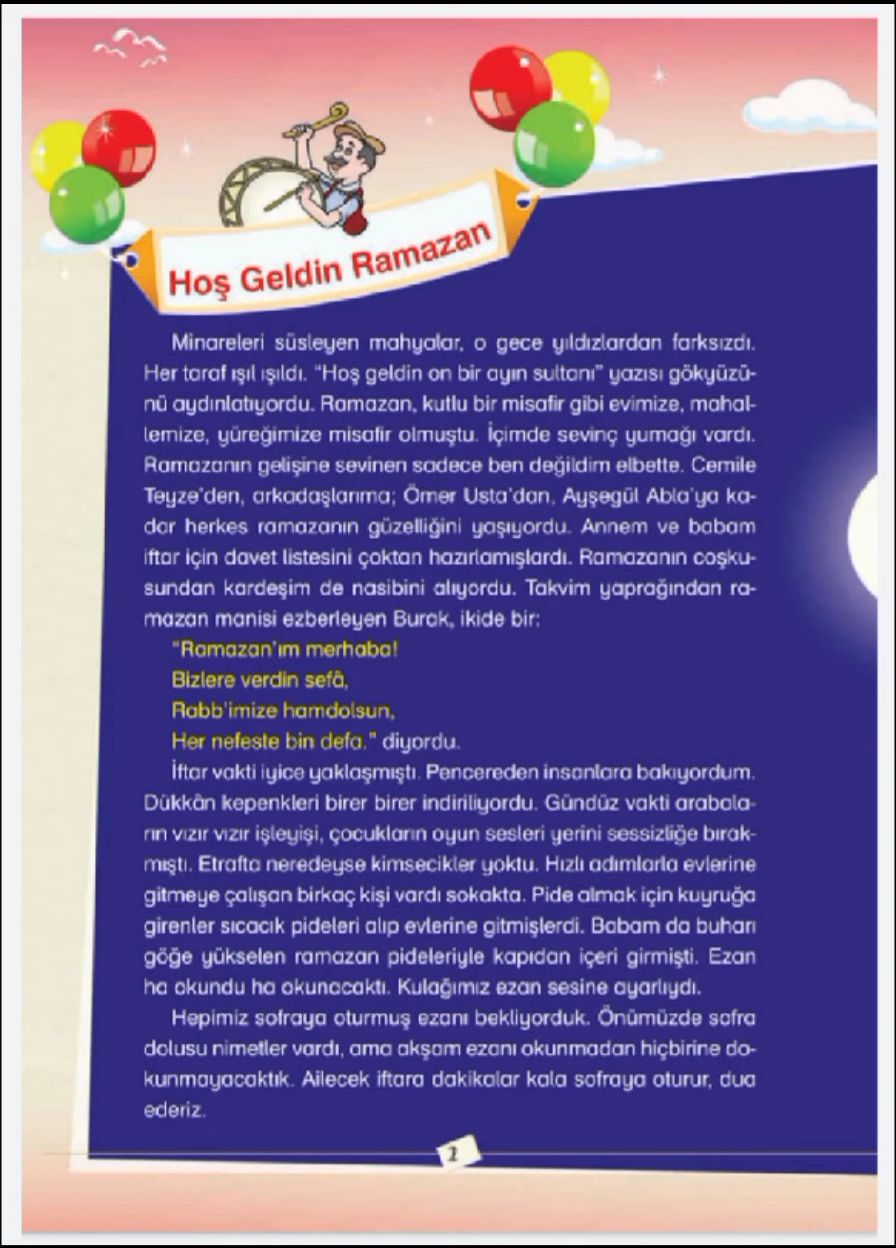 Hoş Geldin Ramazan
Minareleri süsleyen mahyalar, o gece yıldızlardan farksızdı.
Her taraf ışıl ışıldı. “Hoş geldin on bir ayın sultanı” yazısı gökyüzü-
nü aydınlatıyordu. Ramazan, kutlu bir misafir gibi evimize, mahal-
lemize, yüreğimize misafir olmuştu. İçimde sevinç yumağı vardı.
Ramazanın gelişine sevinen sadece ben değildim elbette. Cemile
Teyze’den, arkadaşlarıma; Ömer Usta’dan, Ayşegül Abla’ya ka-
dar herkes ramazanın güzelliğini yaşıyordu. Annem ve babam
iftar için davet listesini çoktan hazırlamışlardı. Ramazanın coşku-
sundan kardeşim de nasibini alıyordu. Takvim yaprağından ra-
mazan manisi ezberleyen Burak, ikide bir:
“Ramazan’ım merhaba!
Bizlere verdin sefâ,
Rabb’imize hamdolsun,
Her nefeste bin defa.” diyordu.
İftar vakti iyice yaklaşmıştı. Pencereden insanlara bakıyordum.
Dükkân kepenkleri birer birer indiriliyordu. Gündüz vakti arabala-
rın vızır vızır işleyişi, çocukların oyun sesleri yerini sessizliğe bırak-
mıştı. Etrafta neredeyse kimsecikler yoktu. Hızlı adımlarla evlerine
gitmeye çalışan birkaç kişi vardı sokakta. Pide almak için kuyruğa
girenler sıcacık pideleri alıp evlerine gitmişlerdi. Babam da buharı
göğe yükselen ramazan pideleriyle kapıdan içeri girmişti. Ezan
ha okundu ha okunacaktı. Kulağımız ezan sesine ayarlıydı.
Hepimiz sofraya oturmuş ezanı bekliyorduk. Önümüzde sofra
dolusu nimetler vardı, ama akşam ezanı okunmadan hiçbirine do-
kunmayacaktık. Ailecek iftara dakikalar kala sofraya oturur, dua
ederiz.
2